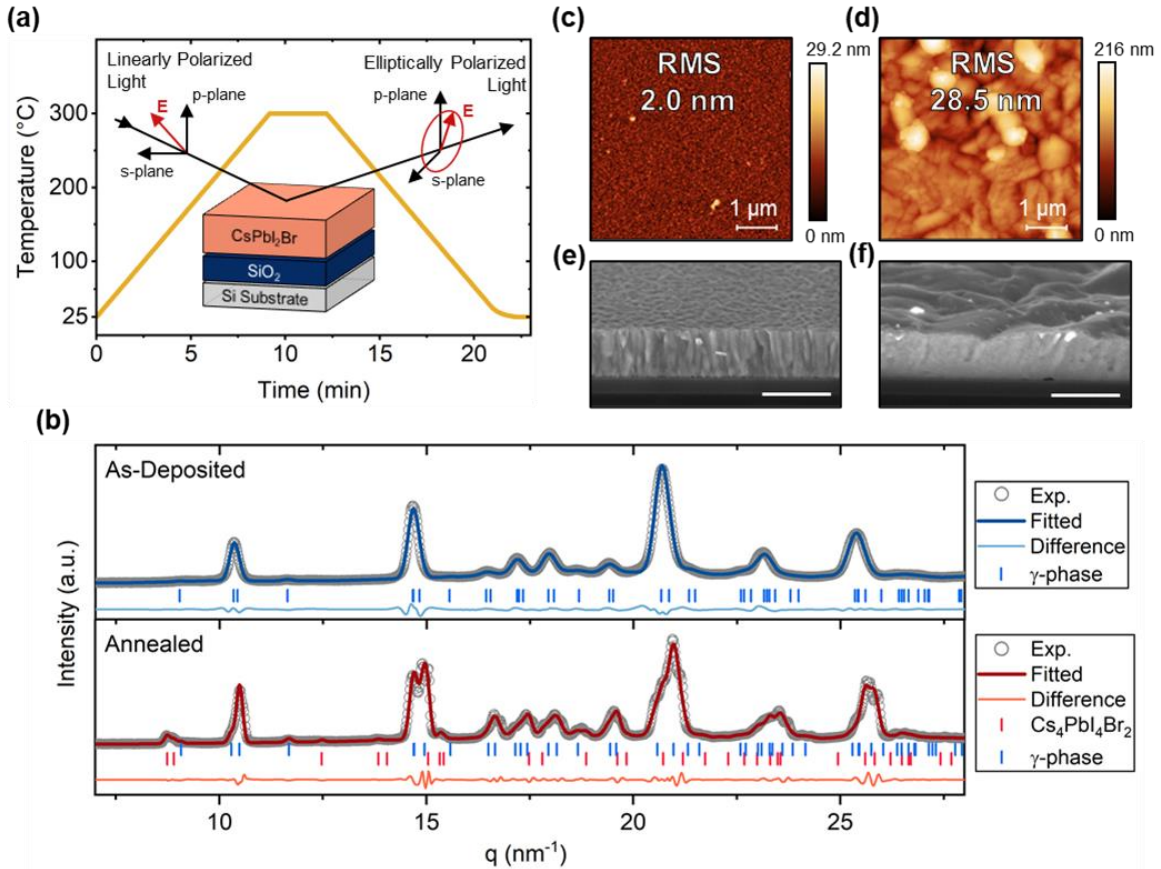 (a)
Linearly Polarized
Light
Elliptically Polarized
Light
p-plane
E
s-plane
p-plane
E
s-plane
CsPbI₂Br
SiO₂
Si Substrate
Temperature (°C)
300
200
100
25
0
5
10
15
20
Time (min)
(c)
RMS
2.0 nm
1 µm
29.2 nm
0 nm
(d)
RMS
28.5 nm
1 µm
216 nm
0 nm
(e)
(f)
(b)
As-Deposited
Exp.
Fitted
Difference
γ-phase
Annealed
Exp.
Fitted
Difference
Cs₄PbI₄Br₂
γ-phase
Intensity (a.u.)
10
15
20
25
q (nm⁻¹)